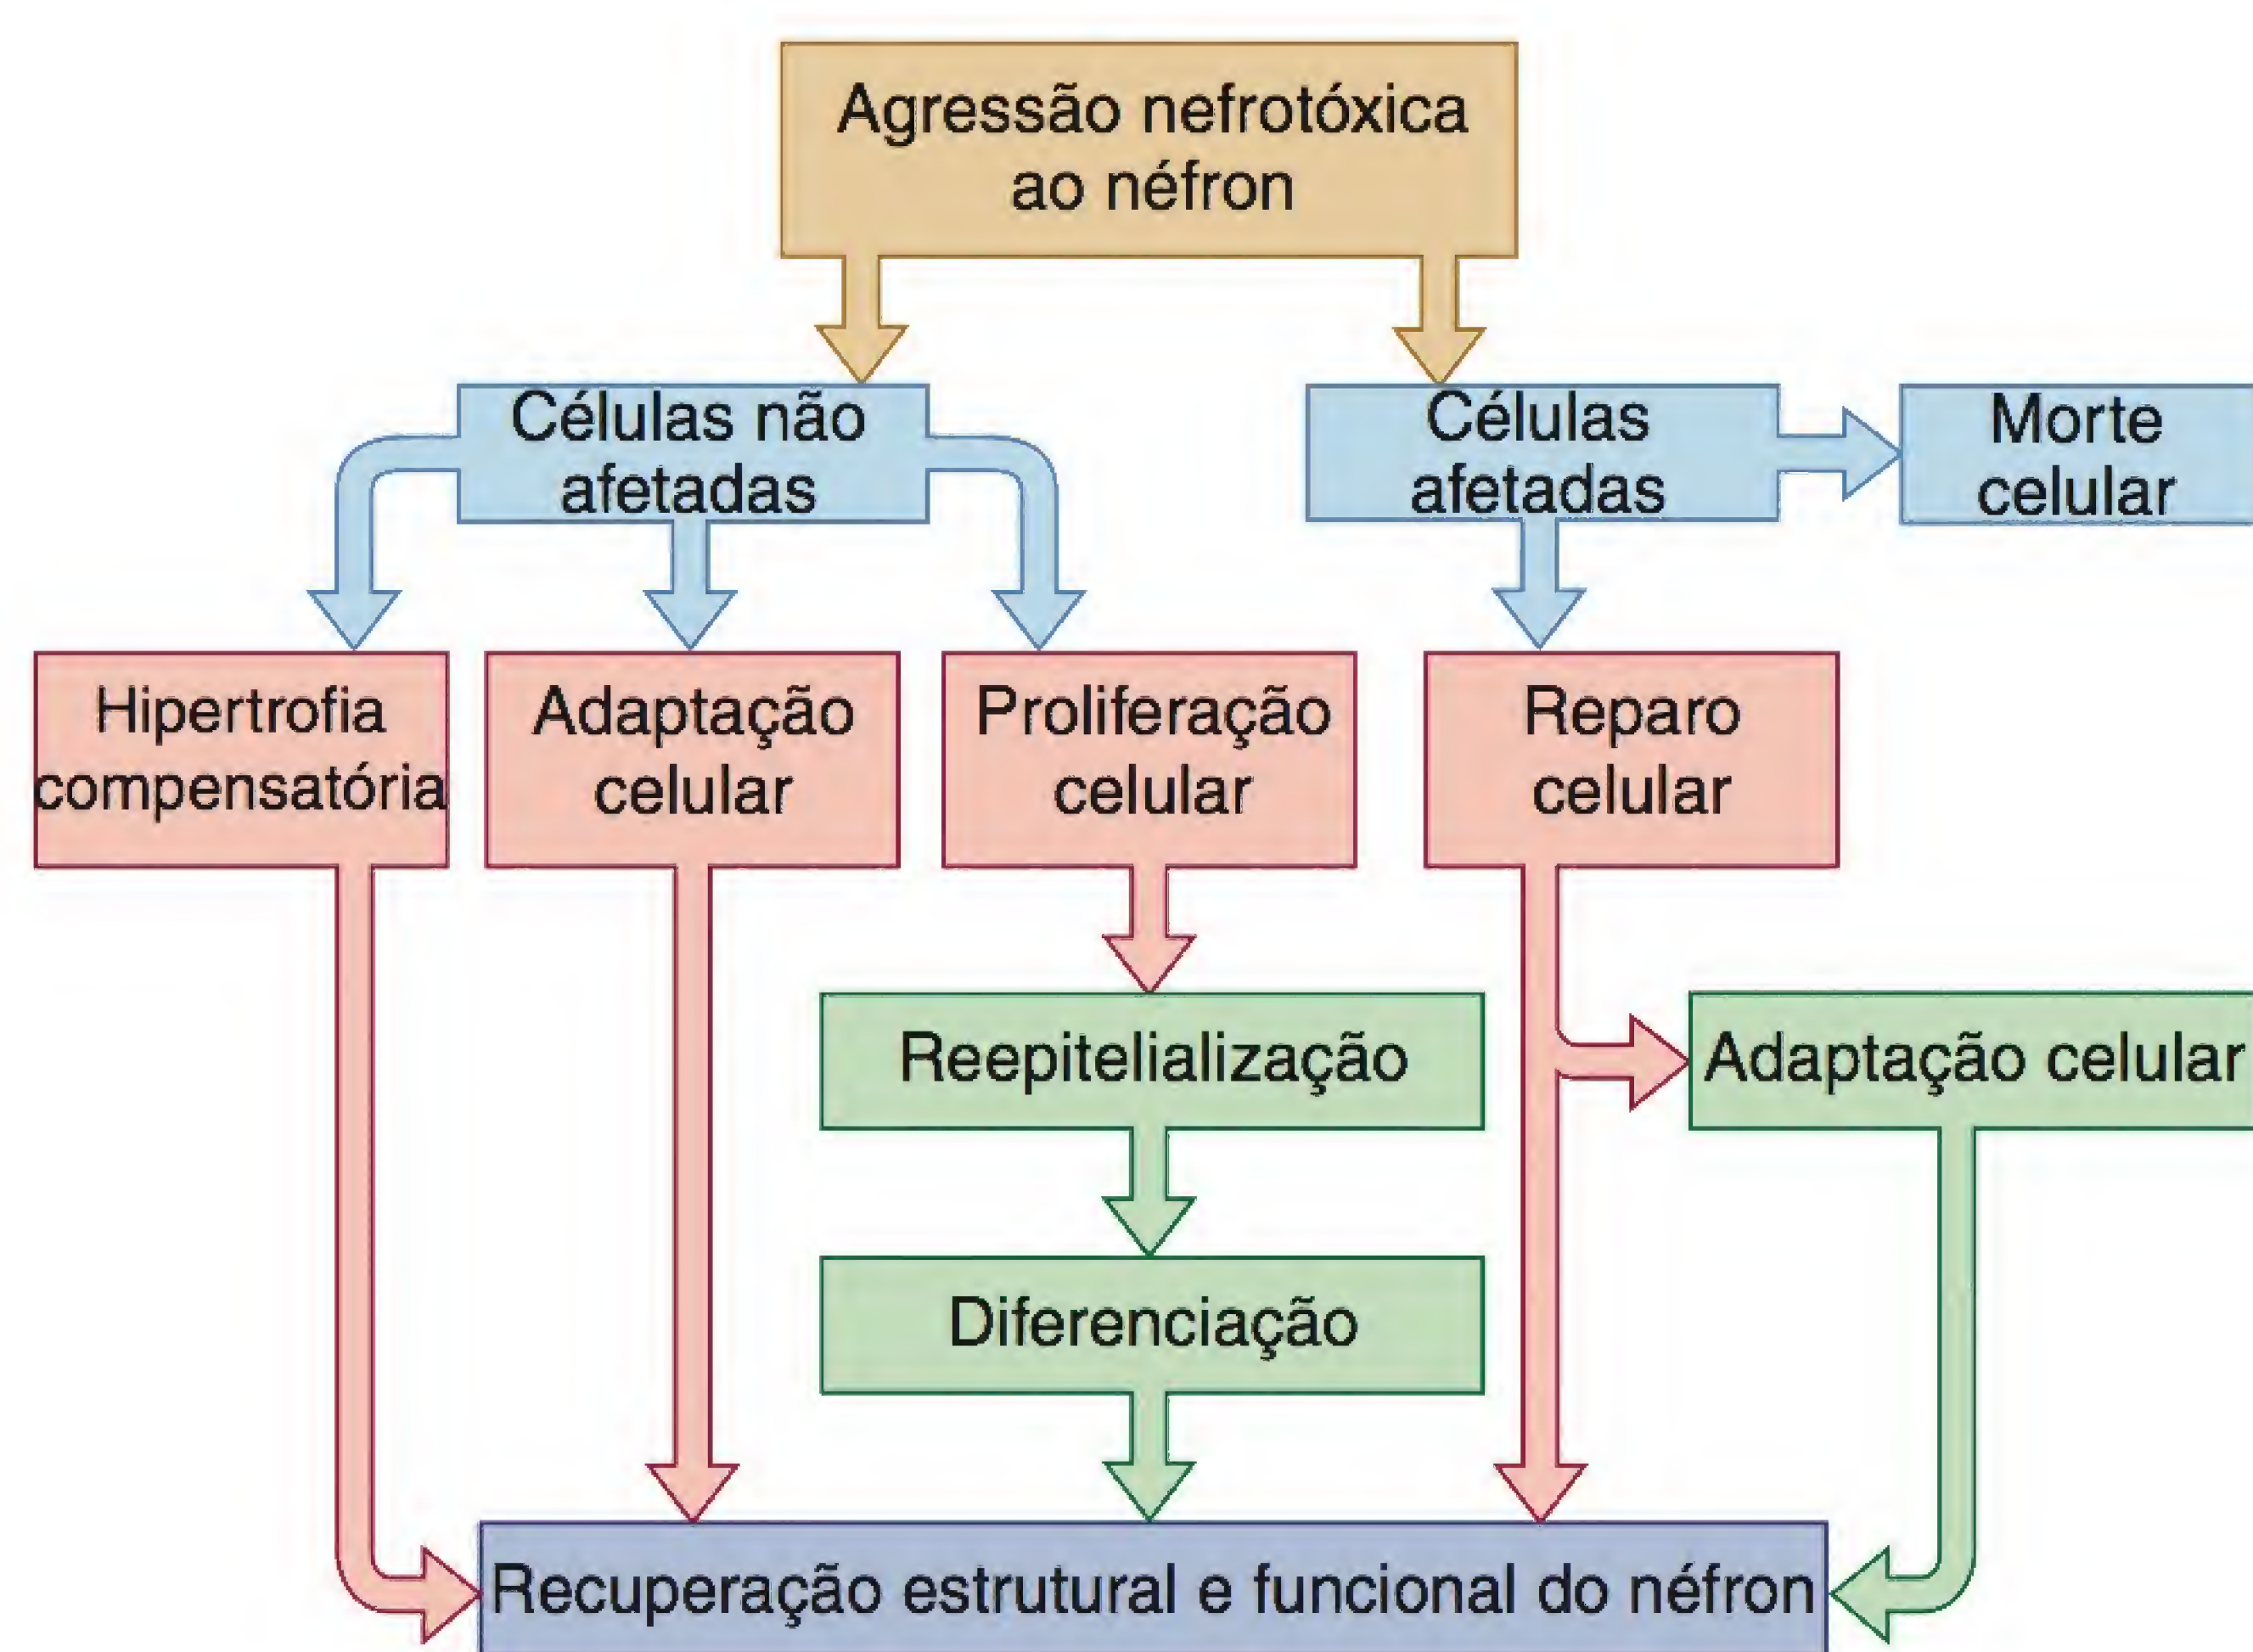 Agressão nefrotóxica
ao néfron
Células não
afetadas
Células
afetadas
Morte
celular
Hipertrofia
compensatória
Adaptação
celular
Proliferação
celular
Reparo
celular
Reepitelialização
Adaptação celular
Diferenciação
Recuperação estrutural e funcional do néfron